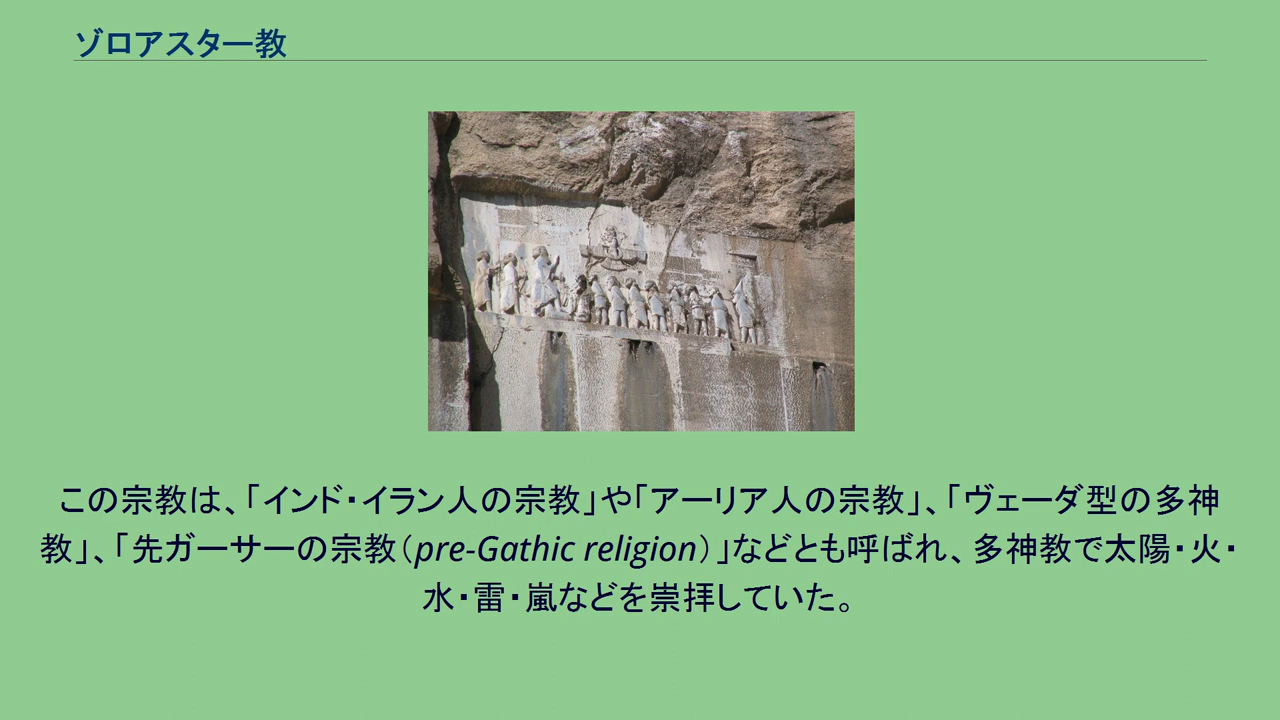 ゾロアスター教
この宗教は、「インド・イラン人の宗教」や「アーリア人の宗教」、「ヴェーダ型の多神
教」、「先ガーサーの宗教（pre-Gathic religion）」などとも呼ばれ、多神教で太陽・火・
水・雷・嵐などを崇拝していた。